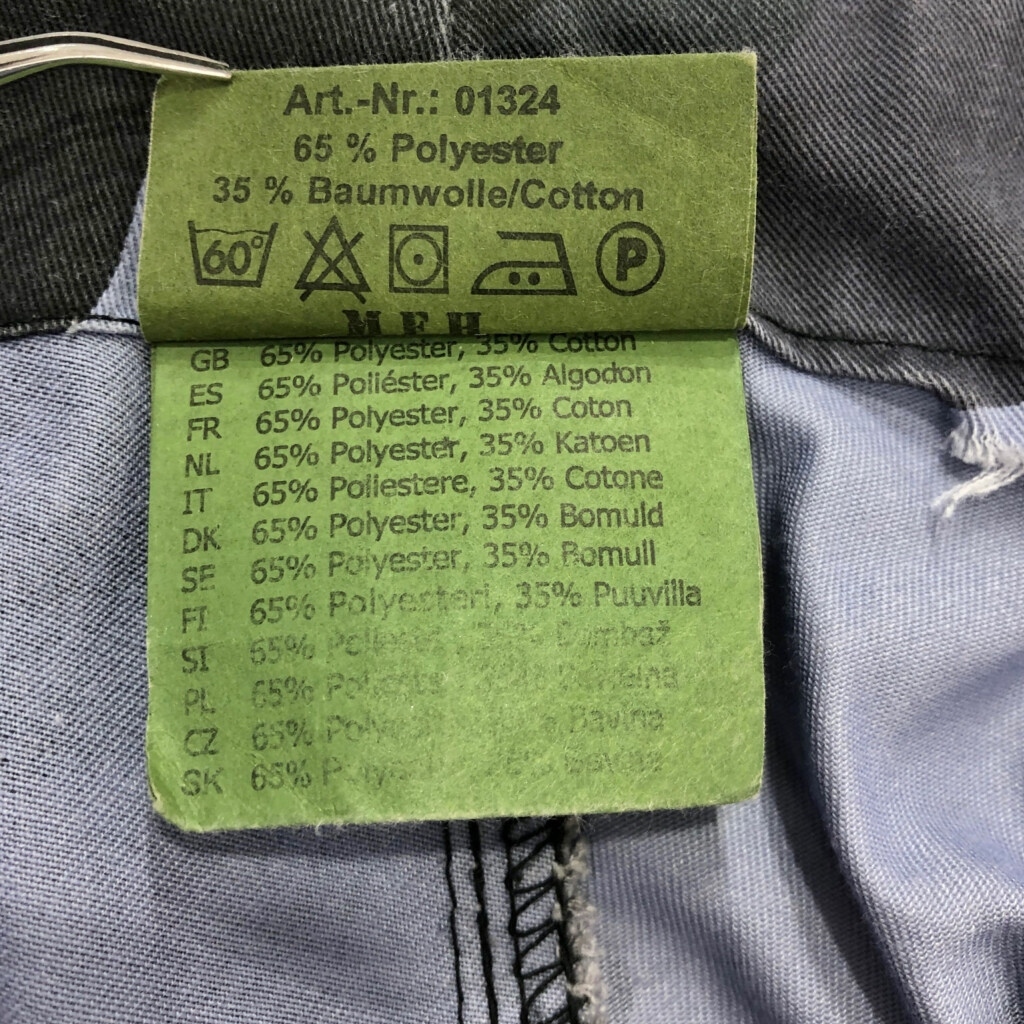 Art.-Nr.: 01324
65 % Polyester
35 % Baumwolle/Cotton
60° P
MFH
GB 65% Polyester, 35% Cotton
ES 65% Poliéster, 35% Algodon
FR 65% Polyester, 35% Coton
NL 65% Polyester, 35% Katoen
IT 65% Poliestere, 35% Cotone
DK 65% Polyester, 35% Bomuld
SE 65% Polyester, 35% Bomull
FI 65% Polyesteri, 35% Puuvilla
SI 65% Bombaž
PL 65%
CZ 65% Bavlna
SK 65%